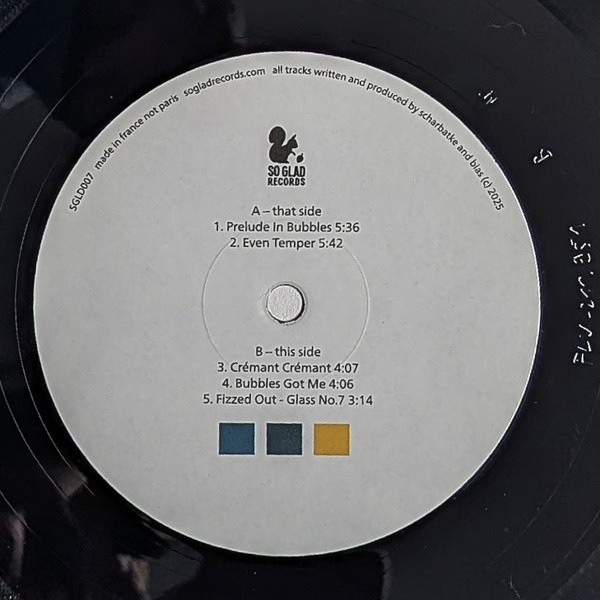 SGLD007 made in france not paris sogladrecords.com all tracks written and produced by scharbatke and bias (c) 2025
SO GLAD
RECORDS
A – that side
1. Prelude In Bubbles 5:36
2. Even Temper 5:42
B – this side
3. Crémant Crémant 4:07
4. Bubbles Got Me 4:06
5. Fizzed Out - Glass No.7 3:14
B